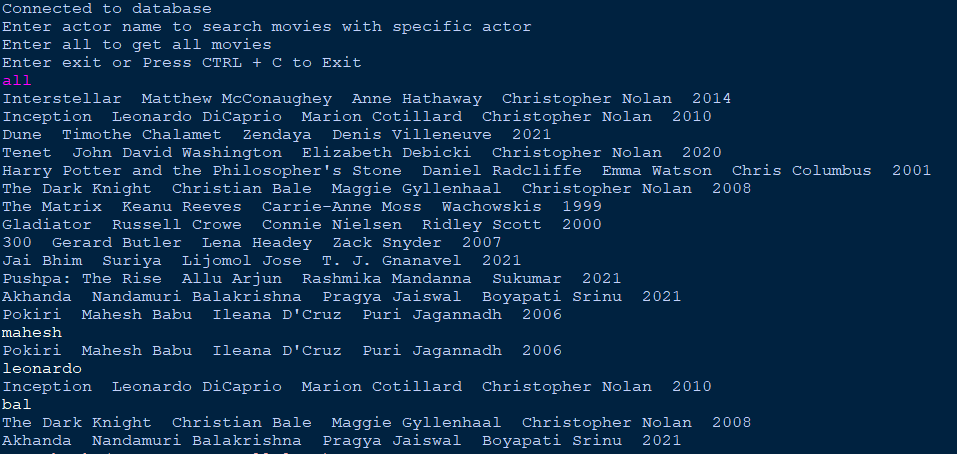 Connected to database
Enter actor name to search movies with specific actor
Enter all to get all movies
Enter exit or Press CTRL + C to Exit
all
Interstellar  Matthew McConaughey  Anne Hathaway  Christopher Nolan  2014
Inception  Leonardo DiCaprio  Marion Cotillard  Christopher Nolan  2010
Dune  Timothe Chalamet  Zendaya  Denis Villeneuve  2021
Tenet  John David Washington  Elizabeth Debicki  Christopher Nolan  2020
Harry Potter and the Philosopher's Stone  Daniel Radcliffe  Emma Watson  Chris Columbus  2001
The Dark Knight  Christian Bale  Maggie Gyllenhaal  Christopher Nolan  2008
The Matrix  Keanu Reeves  Carrie-Anne Moss  Wachowskis  1999
Gladiator  Russell Crowe  Connie Nielsen  Ridley Scott  2000
300  Gerard Butler  Lena Headey  Zack Snyder  2007
Jai Bhim  Suriya  Lijomol Jose  T. J. Gnanavel  2021
Pushpa: The Rise  Allu Arjun  Rashmika Mandanna  Sukumar  2021
Akhanda  Nandamuri Balakrishna  Pragya Jaiswal  Boyapati Srinu  2021
Pokiri  Mahesh Babu  Ileana D'Cruz  Puri Jagannadh  2006
mahesh
Pokiri  Mahesh Babu  Ileana D'Cruz  Puri Jagannadh  2006
leonardo
Inception  Leonardo DiCaprio  Marion Cotillard  Christopher Nolan  2010
bal
The Dark Knight  Christian Bale  Maggie Gyllenhaal  Christopher Nolan  2008
Akhanda  Nandamuri Balakrishna  Pragya Jaiswal  Boyapati Srinu  2021